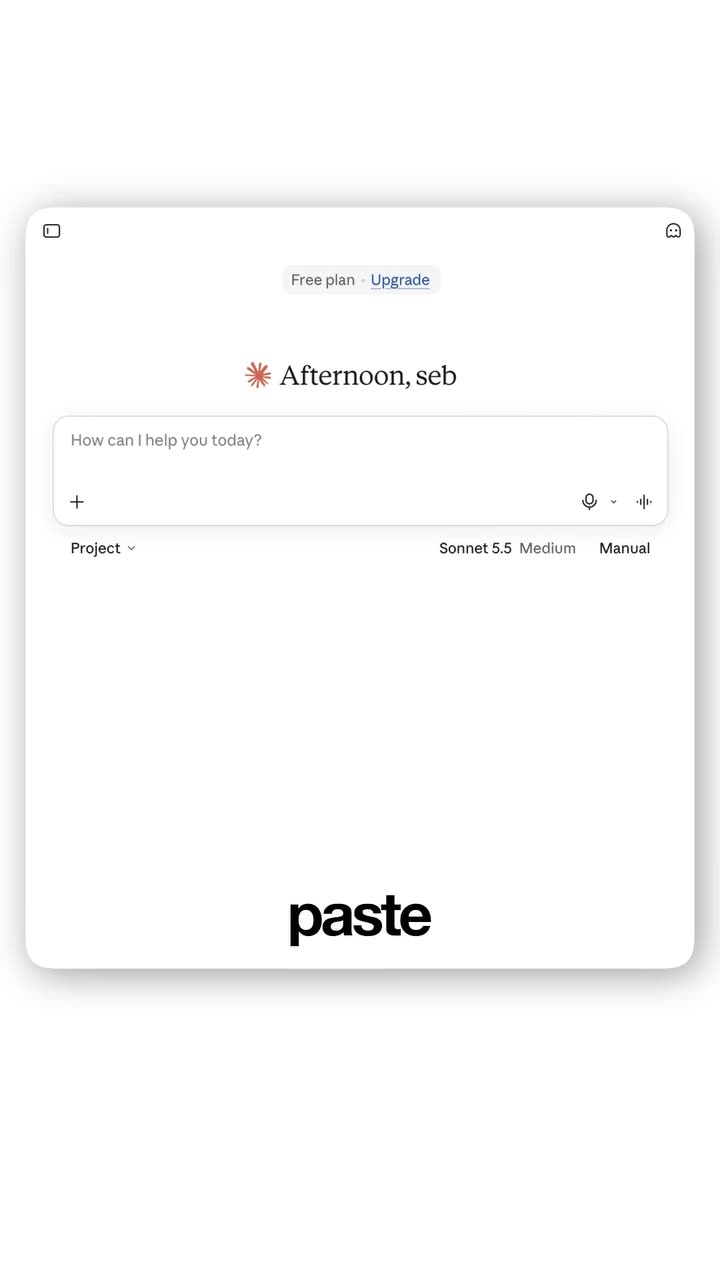 Free plan · Upgrade
Afternoon, seb
How can I help you today?
Project
Sonnet 5.5 Medium
Manual
paste